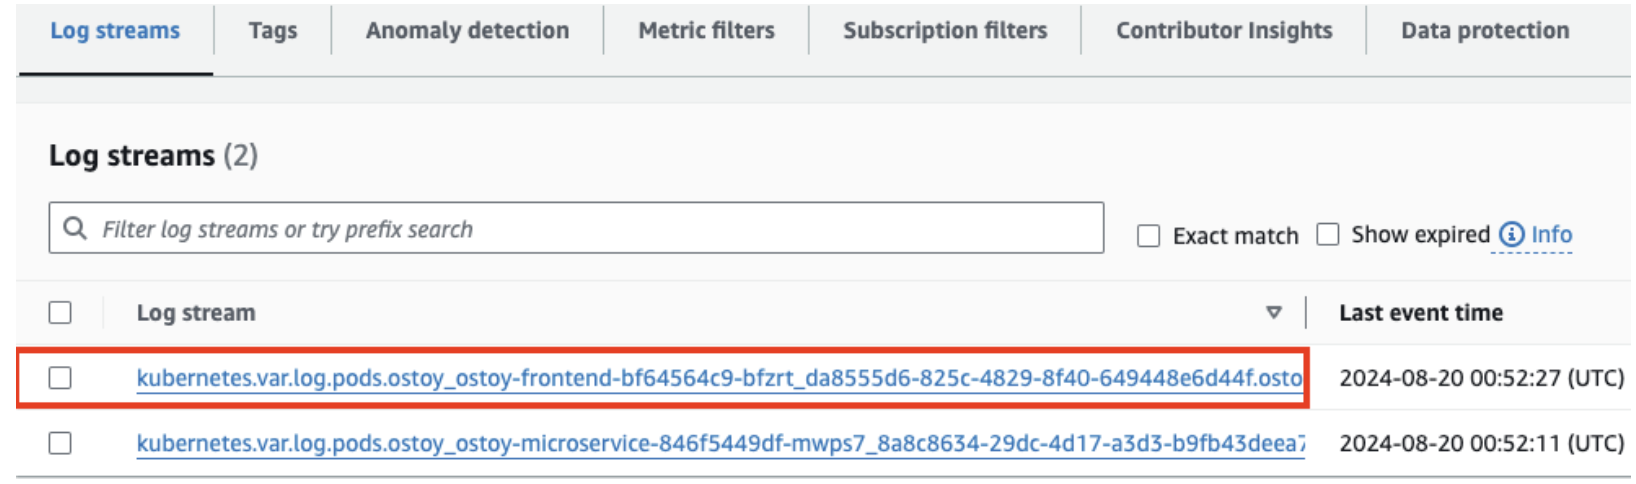 Log streams Tags Anomaly detection Metric filters Subscription filters Contributor Insights Data protection
Log streams (2)
Filter log streams or try prefix search Exact match Show expired Info
Log stream Last event time
kubernetes.var.log.pods.ostoy_ostoy-frontend-bf64564c9-bfzrt_da8555d6-825c-4829-8f40-649448e6d44f.osto 2024-08-20 00:52:27 (UTC)
kubernetes.var.log.pods.ostoy_ostoy-microservice-846f5449df-mwps7_8a8c8634-29dc-4d17-a3d3-b9fb43deea7 2024-08-20 00:52:11 (UTC)